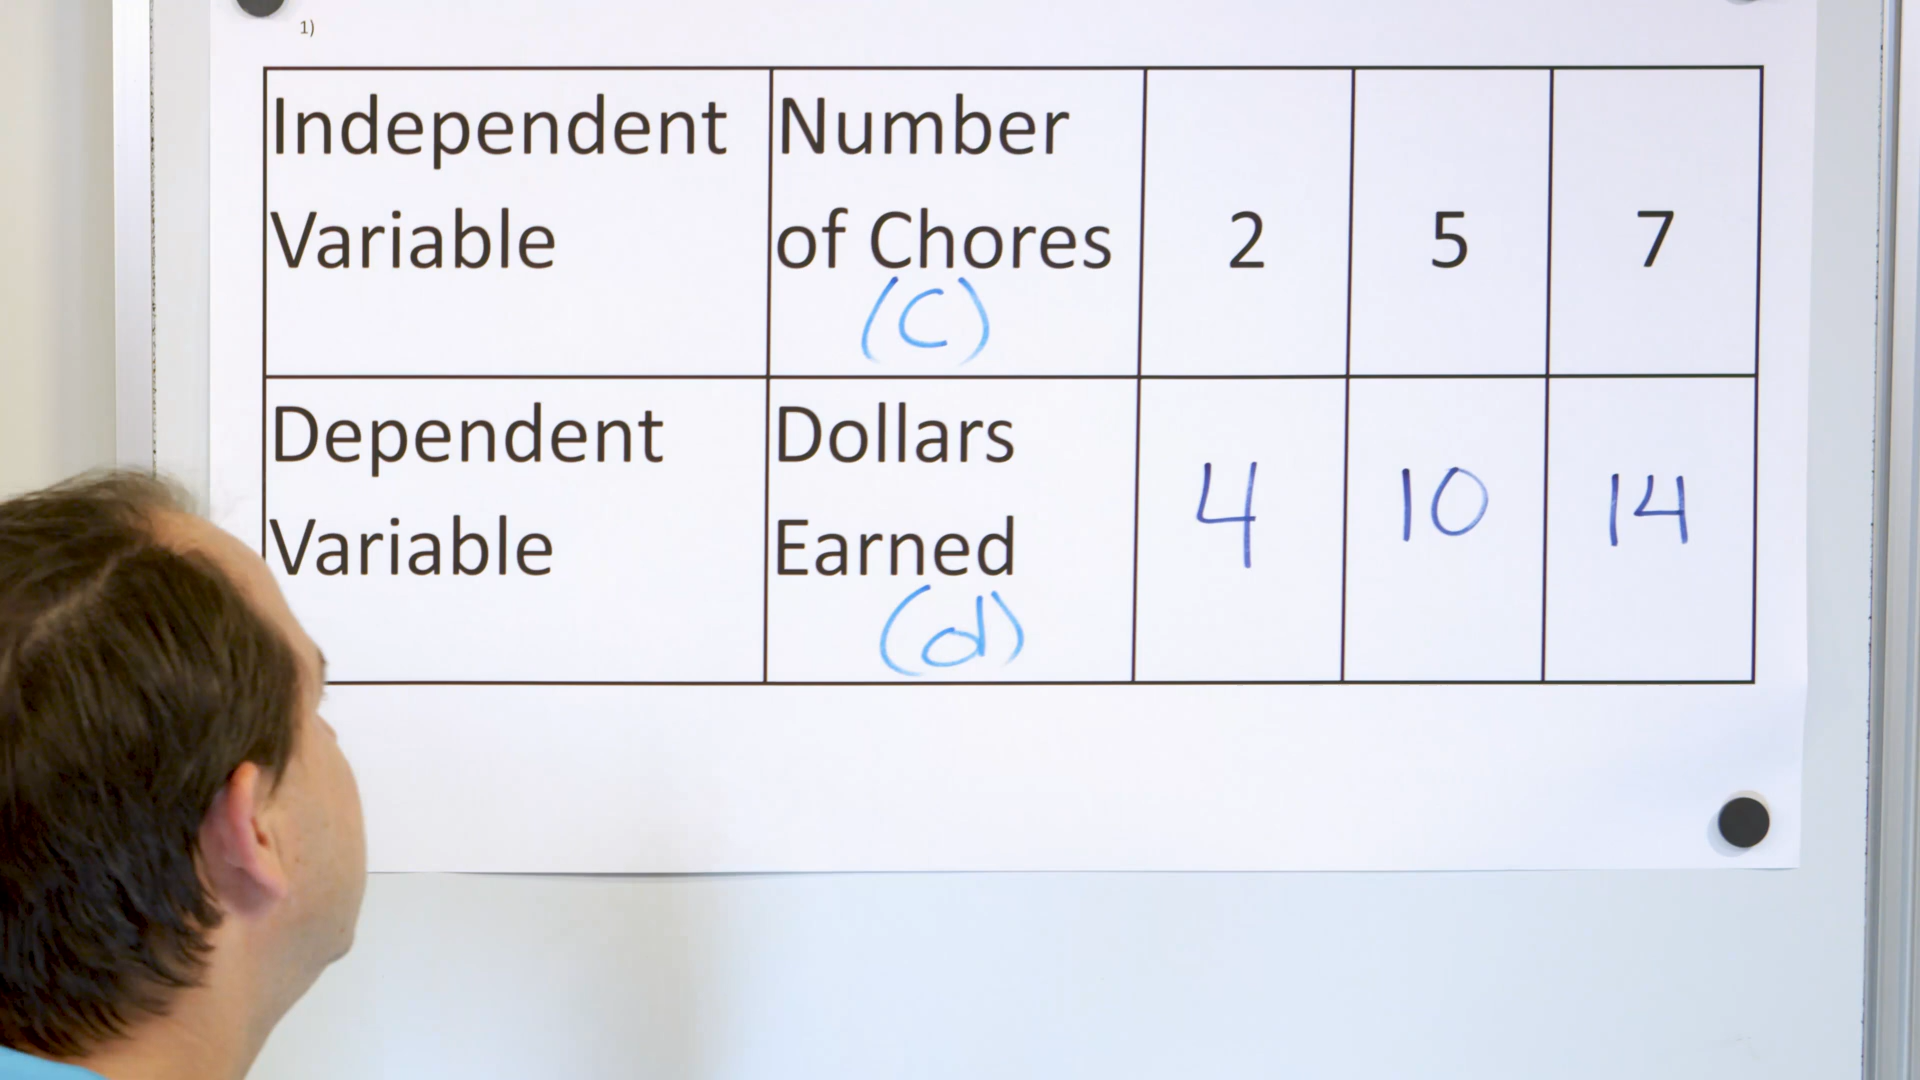 1)
Independent
Variable
Number
of Chores
(C)
2
5
7
Dependent
Variable
Dollars
Earned
(d)
4
10
14